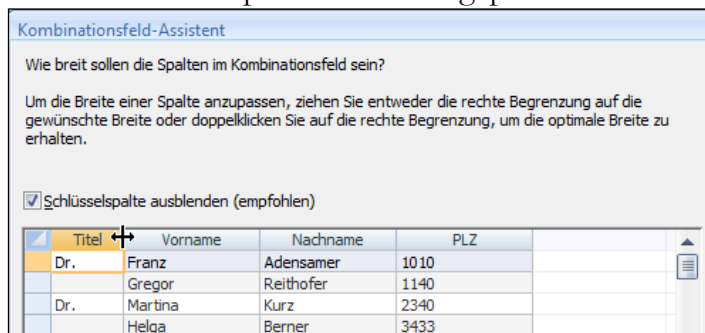 Kombinationsfeld-Assistent
Wie breit sollen die Spalten im Kombinationsfeld sein?
Um die Breite einer Spalte anzupassen, ziehen Sie entweder die rechte Begrenzung auf die
gewünschte Breite oder doppelklicken Sie auf die rechte Begrenzung, um die optimale Breite zu
erhalten.
Schlüsselspalte ausblenden (empfohlen)
Titel Vorname Nachname PLZ
Dr. Franz Adensamer 1010
Gregor Reithofer 1140
Dr. Martina Kurz 2340
Helga Berner 3433